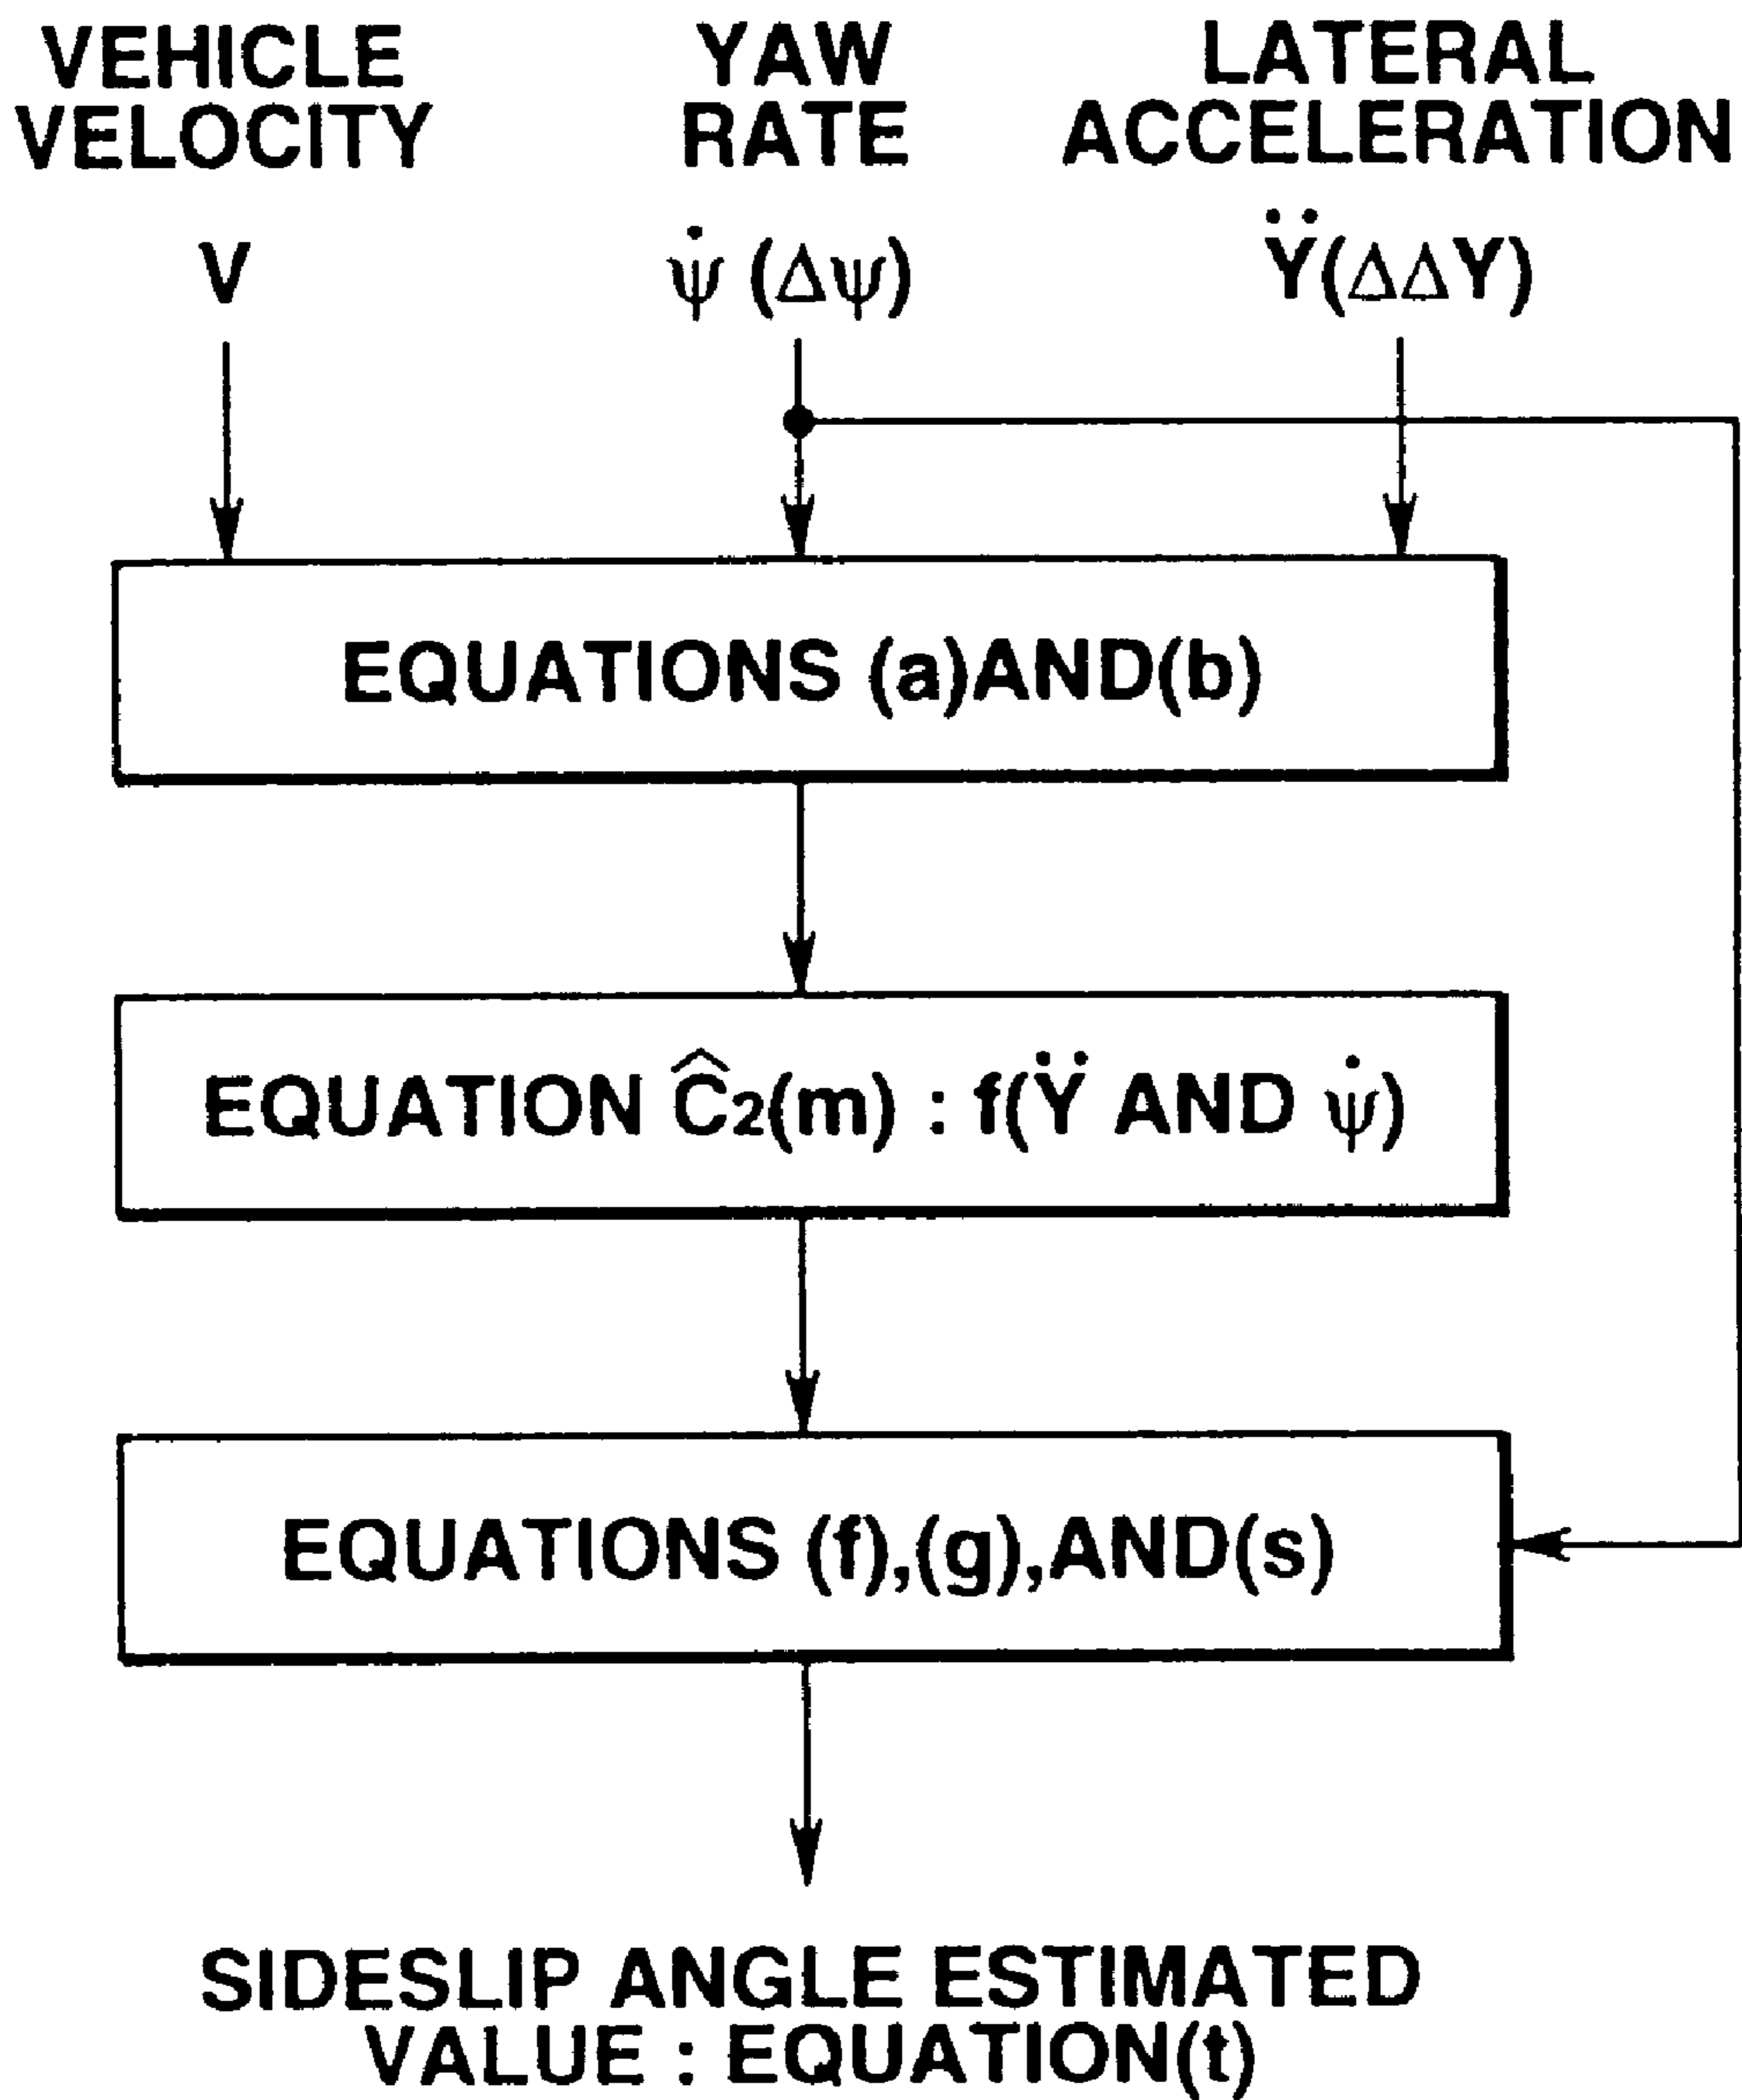 VEHICLE
VELOCITY
YAW
RATE
LATERAL
ACCELERATION
V
ψ̇ (Δψ)
Ÿ(ΔΔY)
EQUATIONS (a)AND(b)
EQUATION Ĉ₂(m) : f(Ÿ AND ψ̇)
EQUATIONS (f),(g),AND(s)
SIDESLIP ANGLE ESTIMATED
VALUE : EQUATION(t)